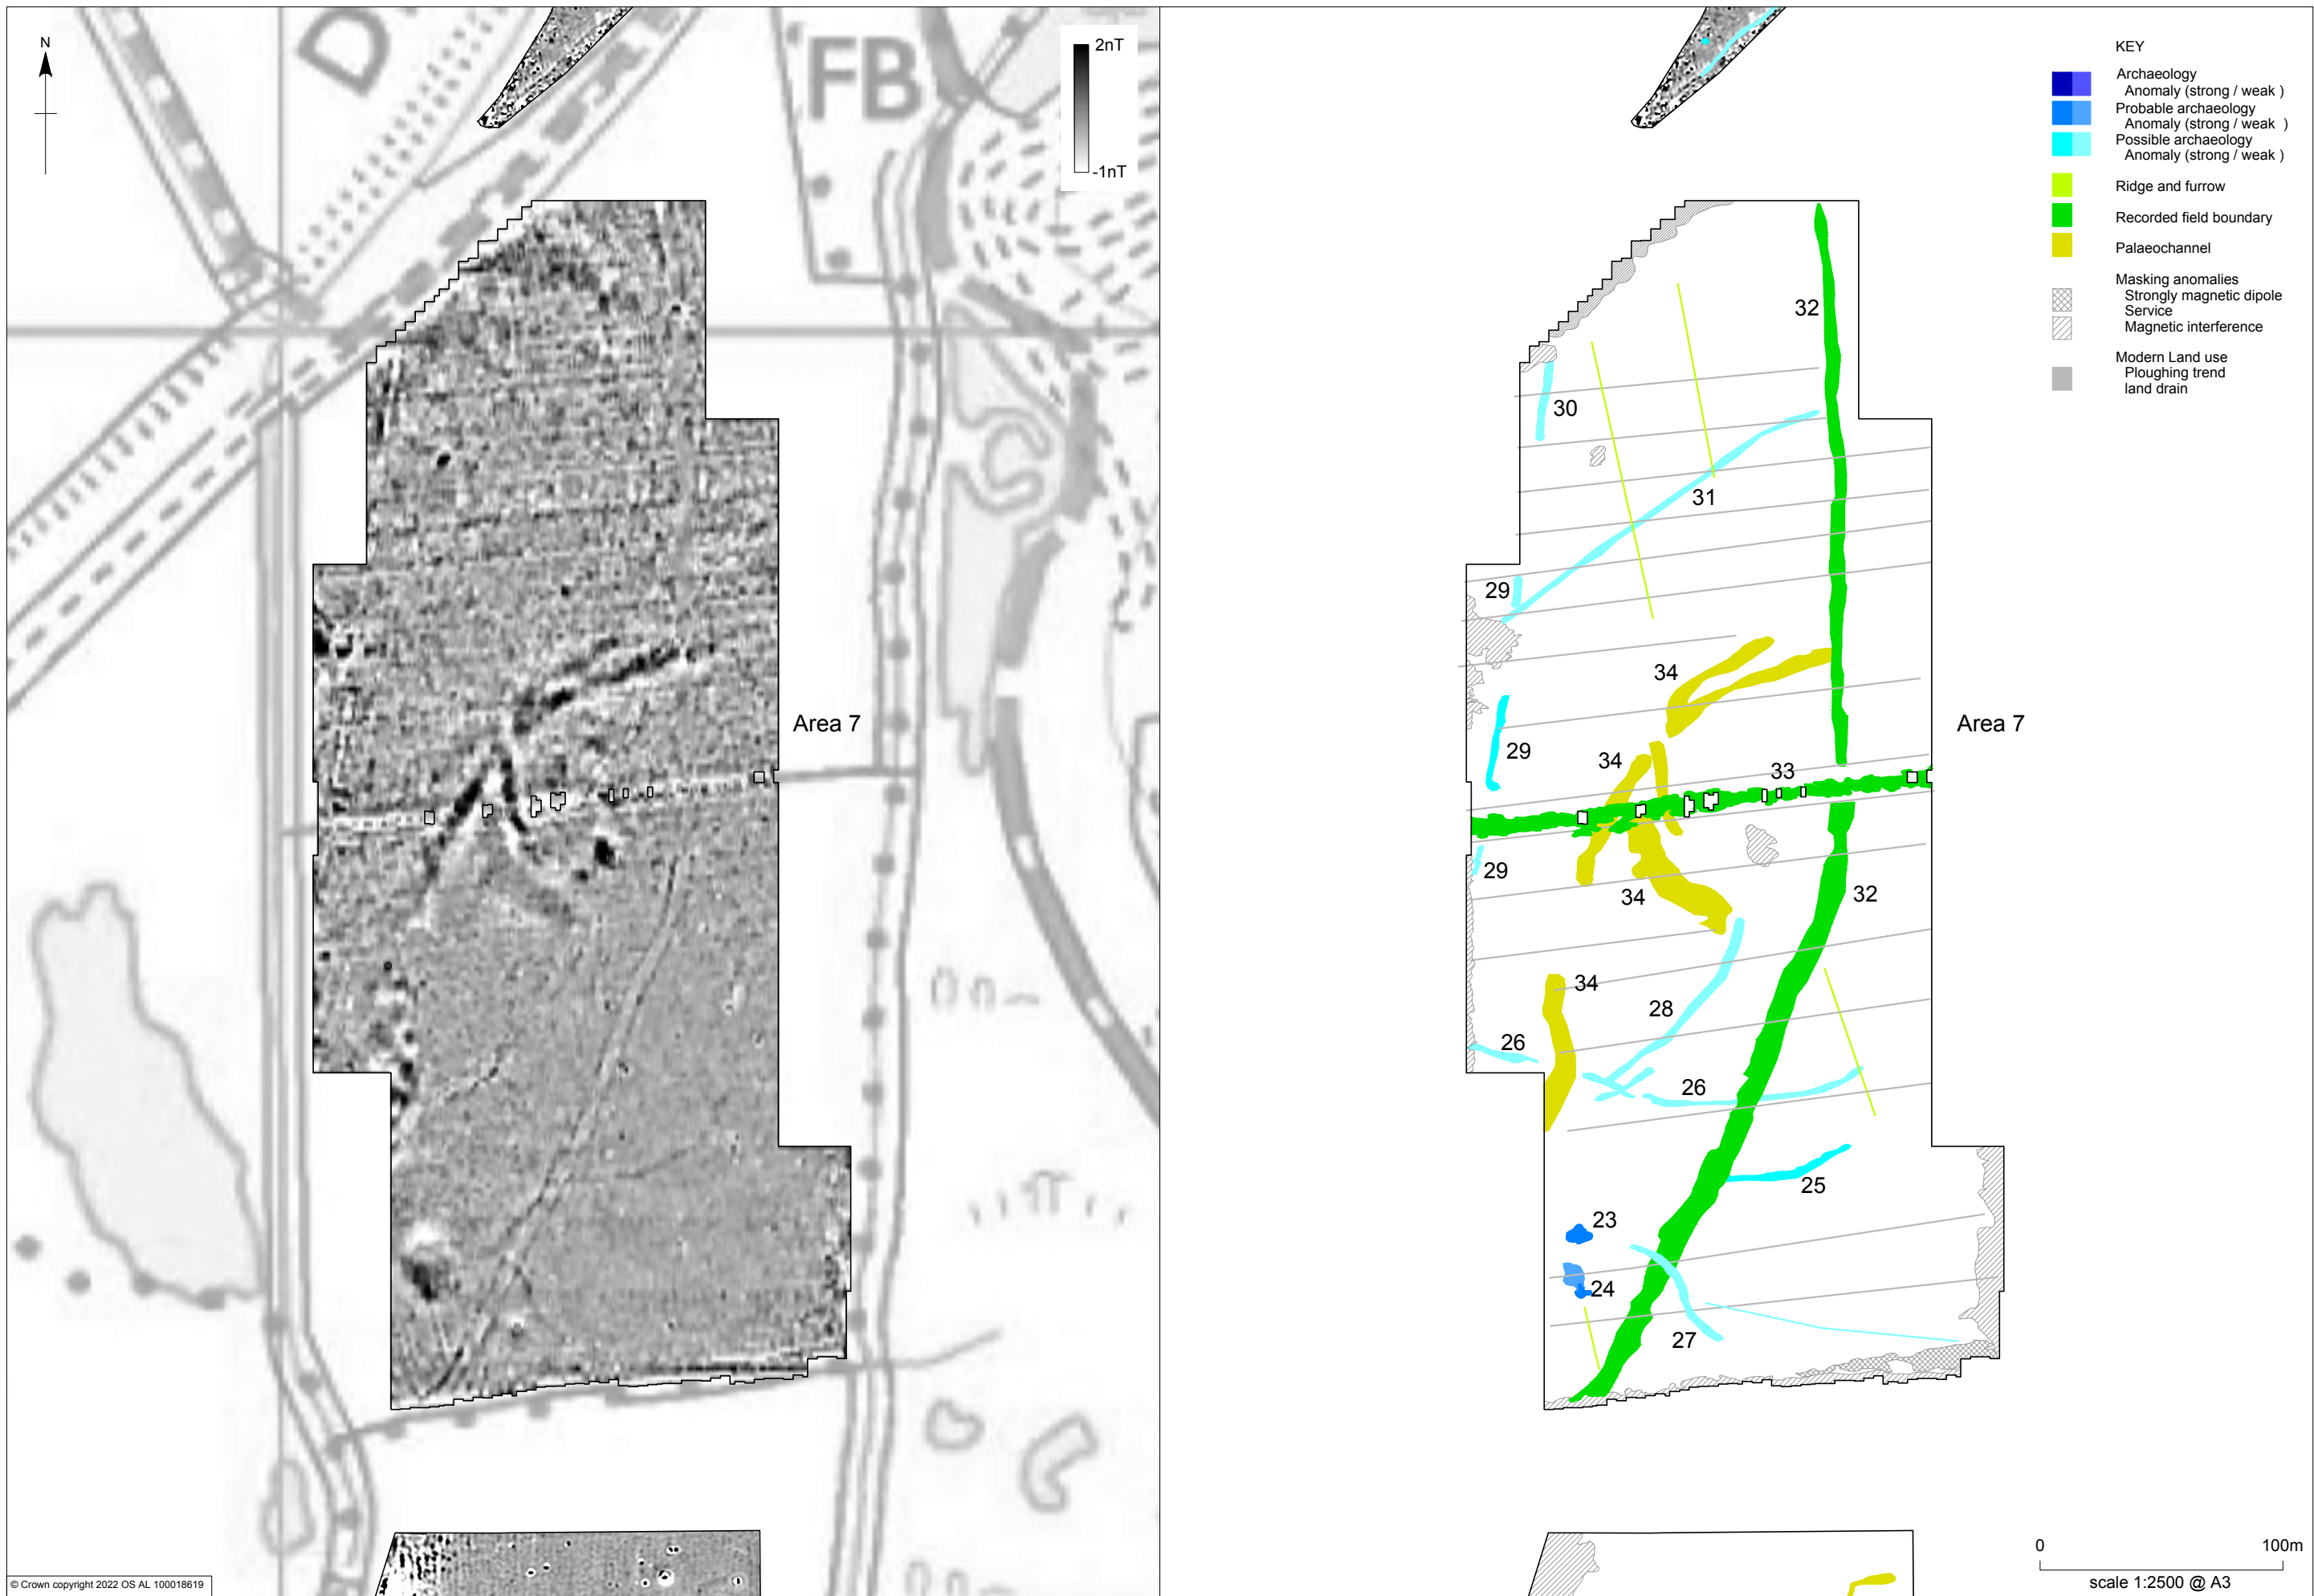 N
D
FB
2nT
-1nT
Area 7
© Crown copyright 2022 OS AL 100018619
KEY
Archaeology
Anomaly (strong / weak )
Probable archaeology
Anomaly (strong / weak )
Possible archaeology
Anomaly (strong / weak )
Ridge and furrow
Recorded field boundary
Palaeochannel
Masking anomalies
Strongly magnetic dipole
Service
Magnetic interference
Modern Land use
Ploughing trend
land drain
32
30
31
29
34
Area 7
29
34
33
29
34
32
34
28
26
26
25
23
24
27
0 100m
scale 1:2500 @ A3